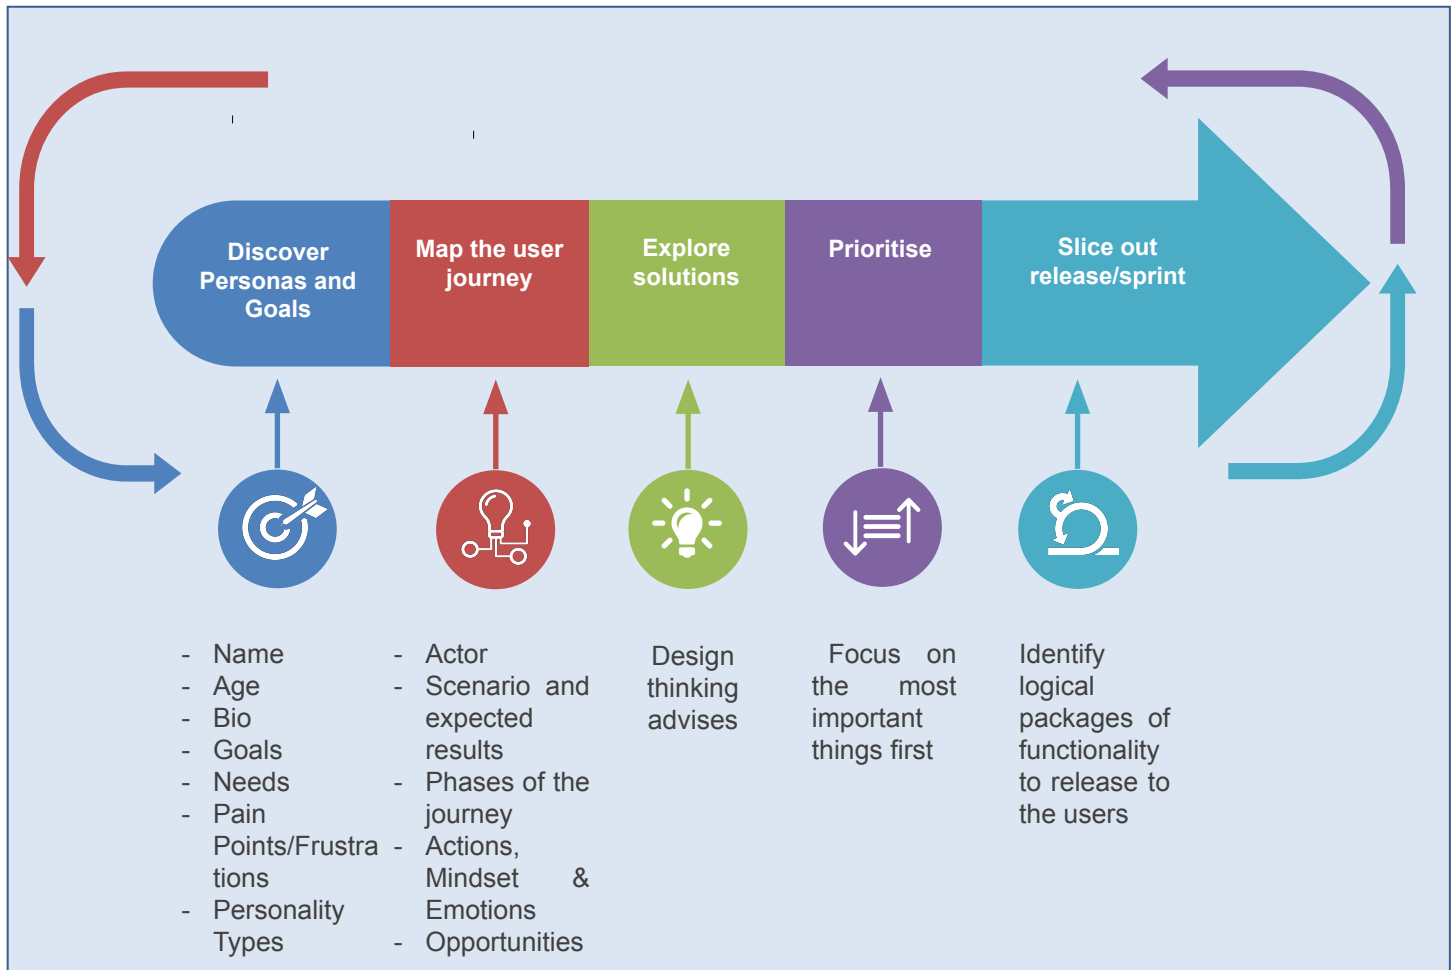 Discover
Personas and
Goals
Map the user
journey
Explore
solutions
Prioritise
Slice out
release/sprint
- Name
- Age
- Bio
- Goals
- Needs
- Pain
Points/Frustra
tions
- Personality
Types
- Actor
- Scenario and
expected
results
- Phases of the
journey
- Actions,
Mindset &
Emotions
- Opportunities
Design
thinking
advises
Focus on
the most
important
things first
Identify
logical
packages of
functionality
to release to
the users